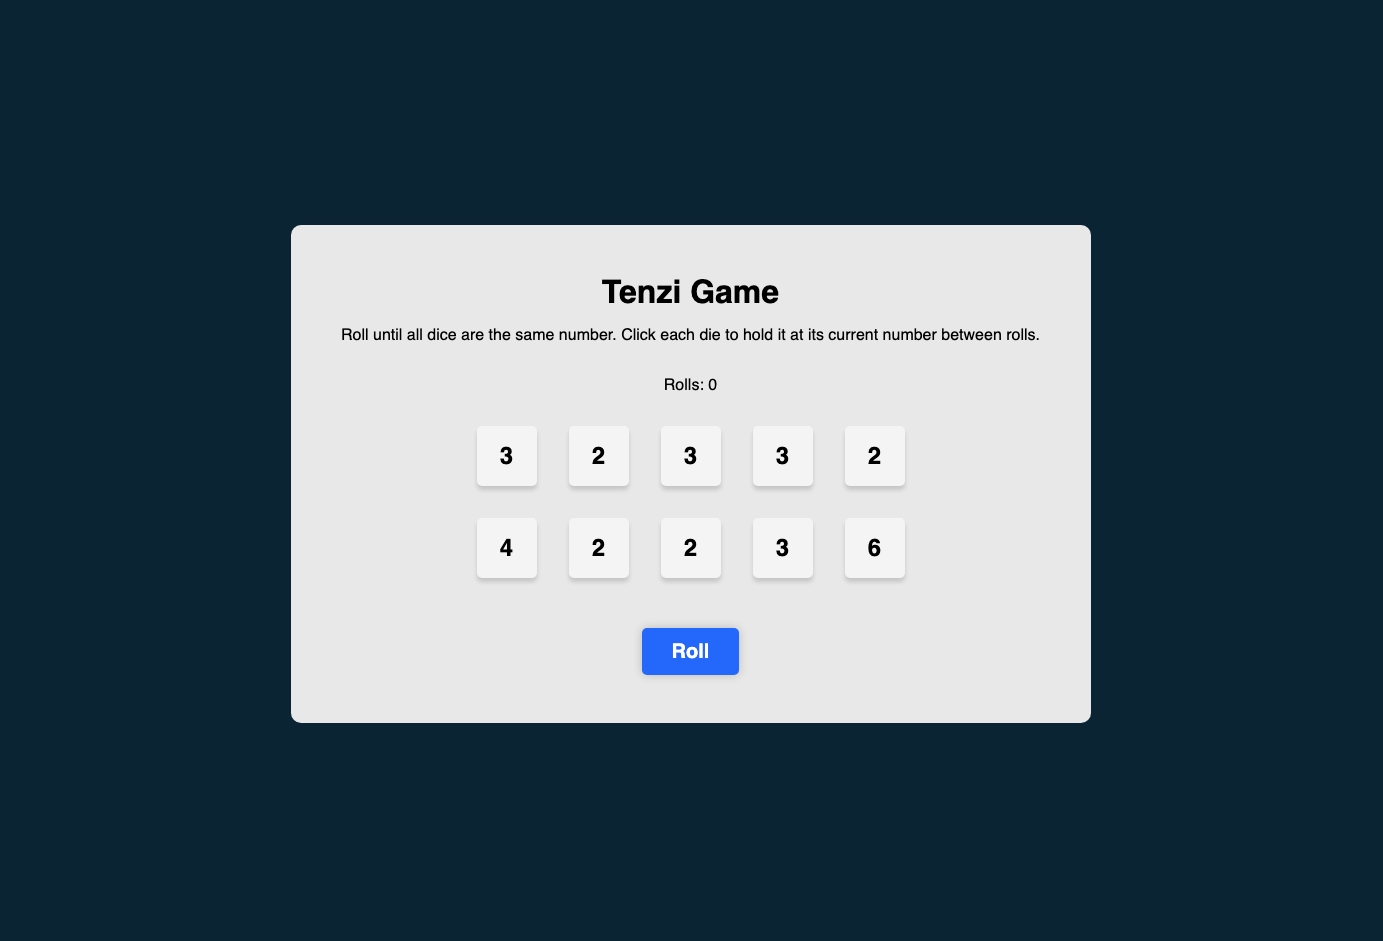 Tenzi Game
Roll until all dice are the same number. Click each die to hold it at its current number between rolls.
Rolls: 0
3 2 3 3 2
4 2 2 3 6
Roll